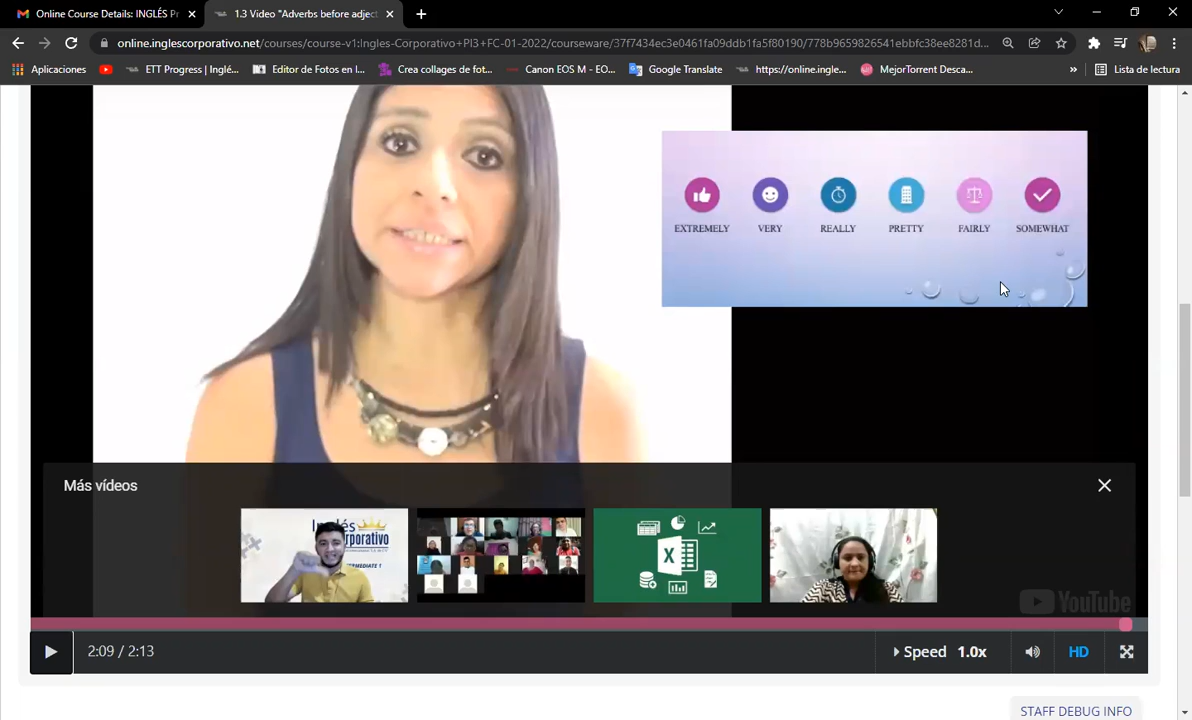 Online Course Details: INGLÉS Pr
1.3 Video "Adverbs before adject
online.inglescorporativo.net/courses/course-v1:Ingles-Corporativo+PI3+FC-01-2022/courseware/37f7434ec3e0461fa09ddb1fa5f80190/778b9659826541ebbfc38ee8281d...
Aplicaciones
ETT Progress | Inglé...
Editor de Fotos en l...
Crea collages de fot...
Canon EOS M - EO...
Google Translate
https://online.ingle...
MejorTorrent Desca...
»
Lista de lectura
EXTREMELY VERY REALLY PRETTY FAIRLY SOMEWHAT
Más vídeos
Inglés
orporativo
X
YouTube
2:09 / 2:13
Speed 1.0x
HD
STAFF DEBUG INFO